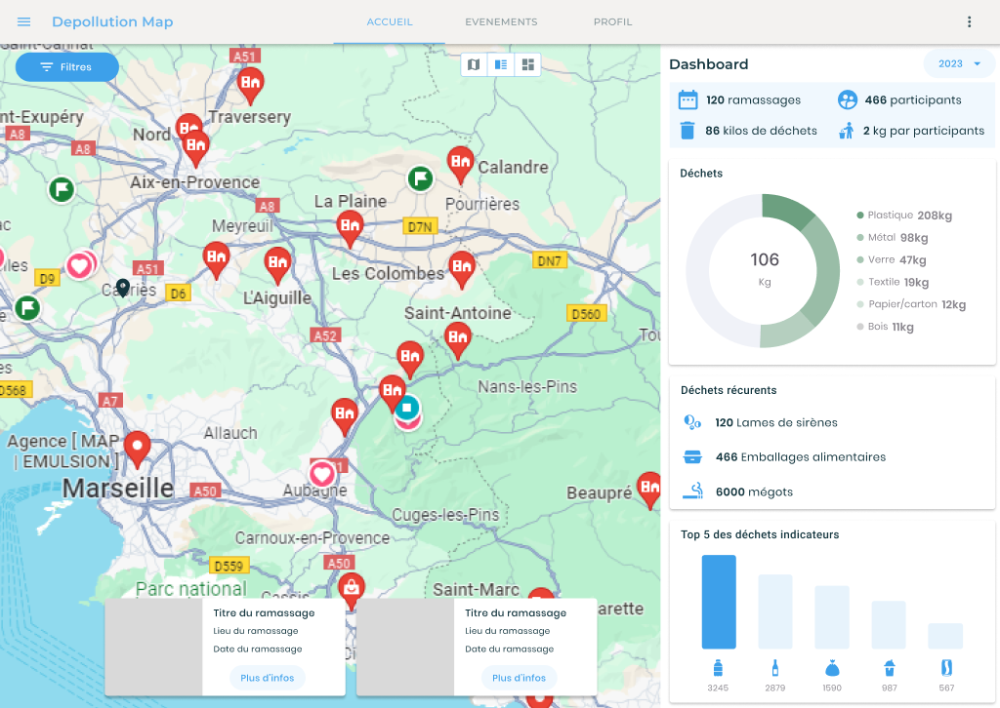 Depollution Map
ACCUEIL
EVENEMENTS
PROFIL
Filtres
A51
nt-Exupéry
Traversery
A8
Nord
A8
Aix-en-Provence
Calandre
La Plaine
A8
Pourrières
D7N
Meyreuil
A51
Les Colombes
DN7
D9
Cabriès
D6
L'Aiguille
Saint-Antoine
D560
A52
Nans-les-Pins
D568
A7
Allauch
Agence [ MAP
| EMULSION ]
Marseille
A50
Aubagne
Beaupré
Cuges-les-Pins
Carnoux-en-Provence
D559
A50
Parc national
Cassis
Saint-Marc
arette
Titre du ramassage
Lieu du ramassage
Date du ramassage
Plus d'infos
Titre du ramassage
Lieu du ramassage
Date du ramassage
Plus d'infos
Dashboard
2023
120 ramassages
466 participants
86 kilos de déchets
2 kg par participants
Déchets
106
Kg
Plastique 208kg
Métal 98kg
Verre 47kg
Textile 19kg
Papier/carton 12kg
Bois 11kg
Déchets récurents
120 Lames de sirènes
466 Emballages alimentaires
6000 mégots
Top 5 des déchets indicateurs
3245
2879
1590
987
567